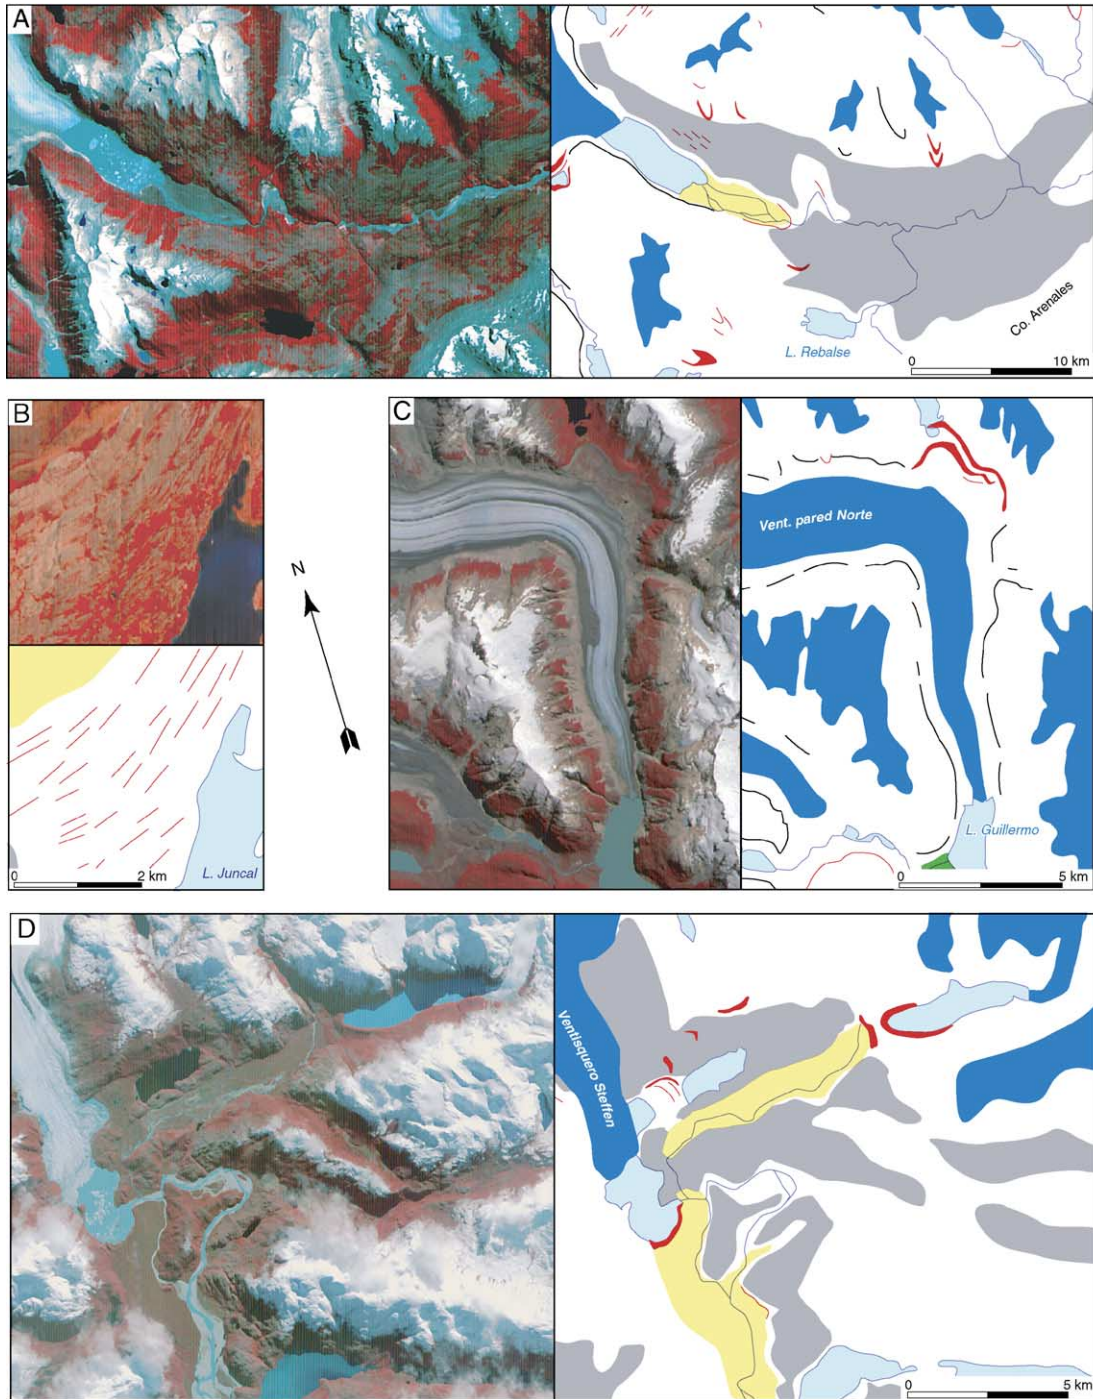 A
L. Rebalse
Co. Arenales
0 10 km
B
L. Juncal
0 2 km
N
C
Vent. pared Norte
L. Guillermo
0 5 km
D
Ventisquero Steffen
0 5 km